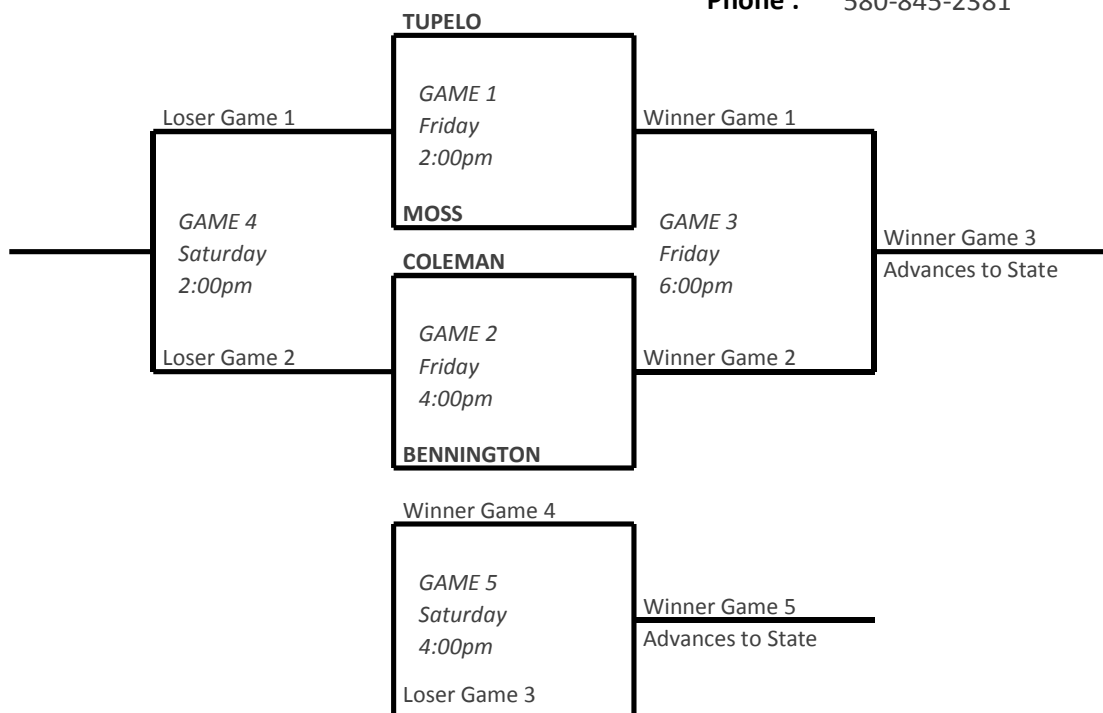 Phone : 580-845-2381
TUPELO
GAME 1
Friday
2:00pm
Loser Game 1
Winner Game 1
MOSS
GAME 4
Saturday
2:00pm
GAME 3
Friday
6:00pm
Winner Game 3
Advances to State
COLEMAN
GAME 2
Friday
4:00pm
Loser Game 2
Winner Game 2
BENNINGTON
Winner Game 4
GAME 5
Saturday
4:00pm
Winner Game 5
Advances to State
Loser Game 3